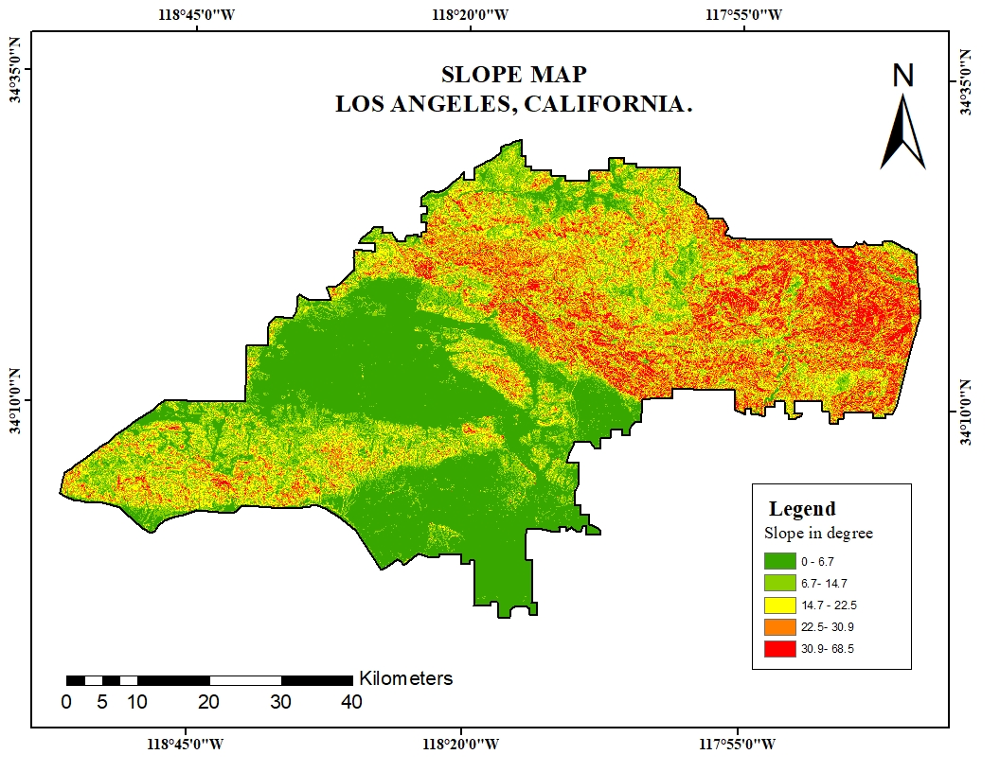 118°45'0"W 118°20'0"W 117°55'0"W
34°35'0"N
34°35'0"N
SLOPE MAP
LOS ANGELES, CALIFORNIA.
N
34°10'0"N
34°10'0"N
Legend
Slope in degree
0 - 6.7
6.7- 14.7
14.7 - 22.5
22.5- 30.9
30.9- 68.5
Kilometers
0 5 10 20 30 40
118°45'0"W 118°20'0"W 117°55'0"W